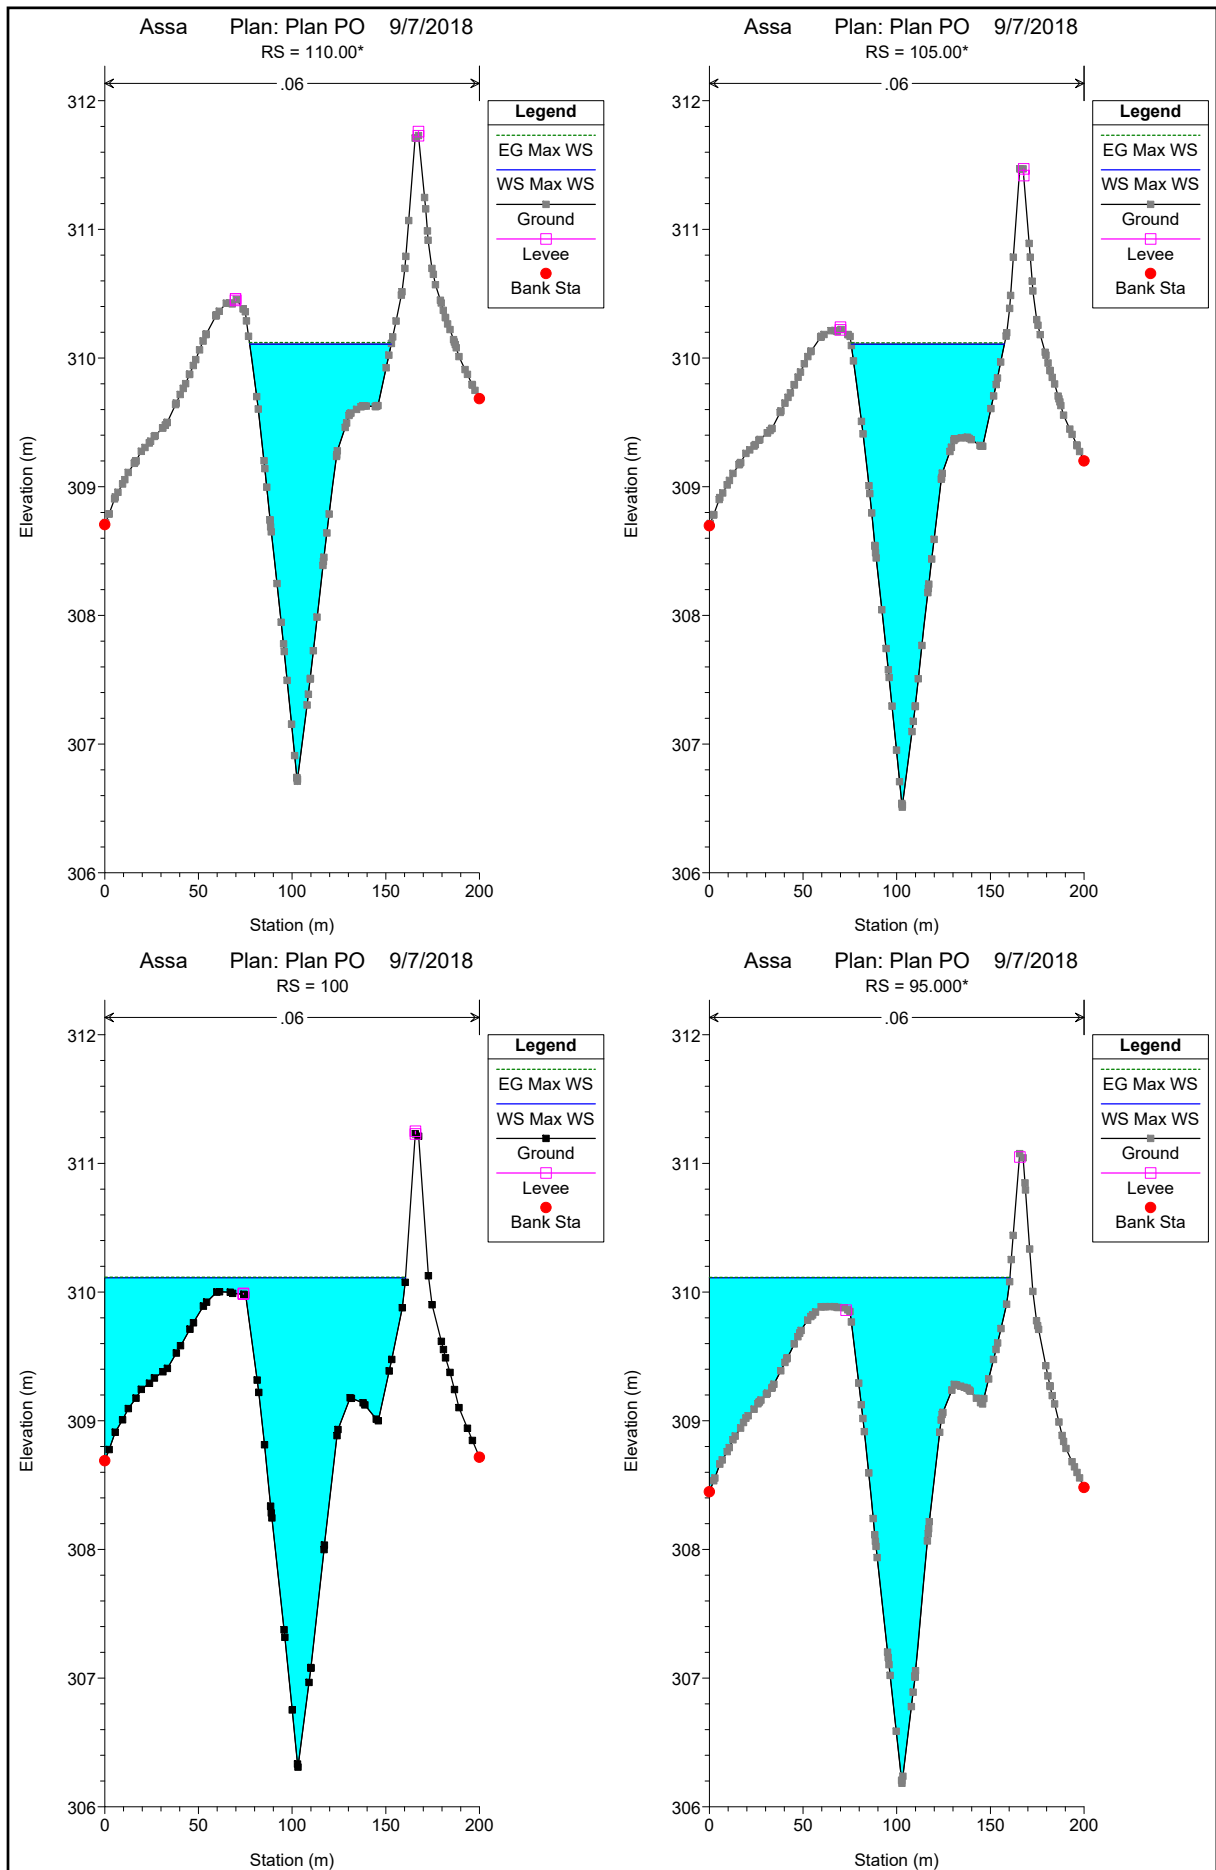 Assa Plan: Plan PO 9/7/2018
RS = 110.00*
.06
312
311
310
309
308
307
306
Elevation (m)
0 50 100 150 200
Station (m)
Legend
EG Max WS
WS Max WS
Ground
Levee
Bank Sta
Assa Plan: Plan PO 9/7/2018
RS = 105.00*
.06
312
311
310
309
308
307
306
Elevation (m)
0 50 100 150 200
Station (m)
Legend
EG Max WS
WS Max WS
Ground
Levee
Bank Sta
Assa Plan: Plan PO 9/7/2018
RS = 100
.06
312
311
310
309
308
307
306
Elevation (m)
0 50 100 150 200
Station (m)
Legend
EG Max WS
WS Max WS
Ground
Levee
Bank Sta
Assa Plan: Plan PO 9/7/2018
RS = 95.000*
.06
312
311
310
309
308
307
306
Elevation (m)
0 50 100 150 200
Station (m)
Legend
EG Max WS
WS Max WS
Ground
Levee
Bank Sta